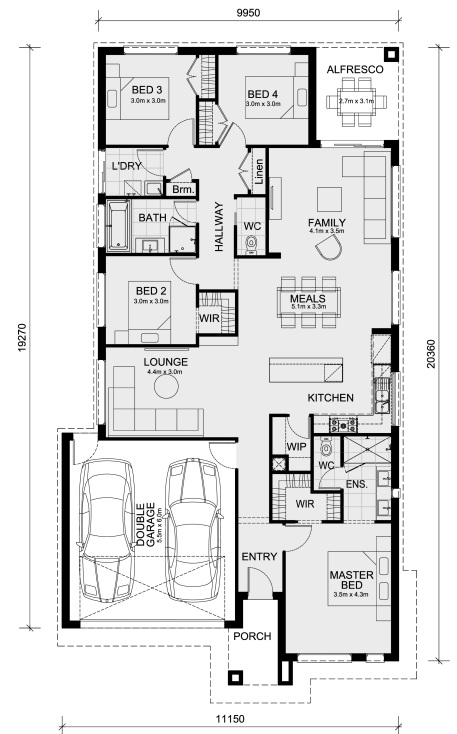 9950
ALFRESCO
2.7m x 3.1m
BED 3
3.0m x 3.0m
BED 4
3.0m x 3.0m
L'DRY
Brm.
Linen
BATH
HALLWAY
WC
FAMILY
4.1m x 3.5m
BED 2
3.0m x 3.0m
WIR
MEALS
5.1m x 3.3m
19270
20360
LOUNGE
4.4m x 3.0m
KITCHEN
WIP
WC
ENS.
WIR
DOUBLE
GARAGE
5.5m x 6.0m
ENTRY
MASTER
BED
3.5m x 4.3m
PORCH
11150